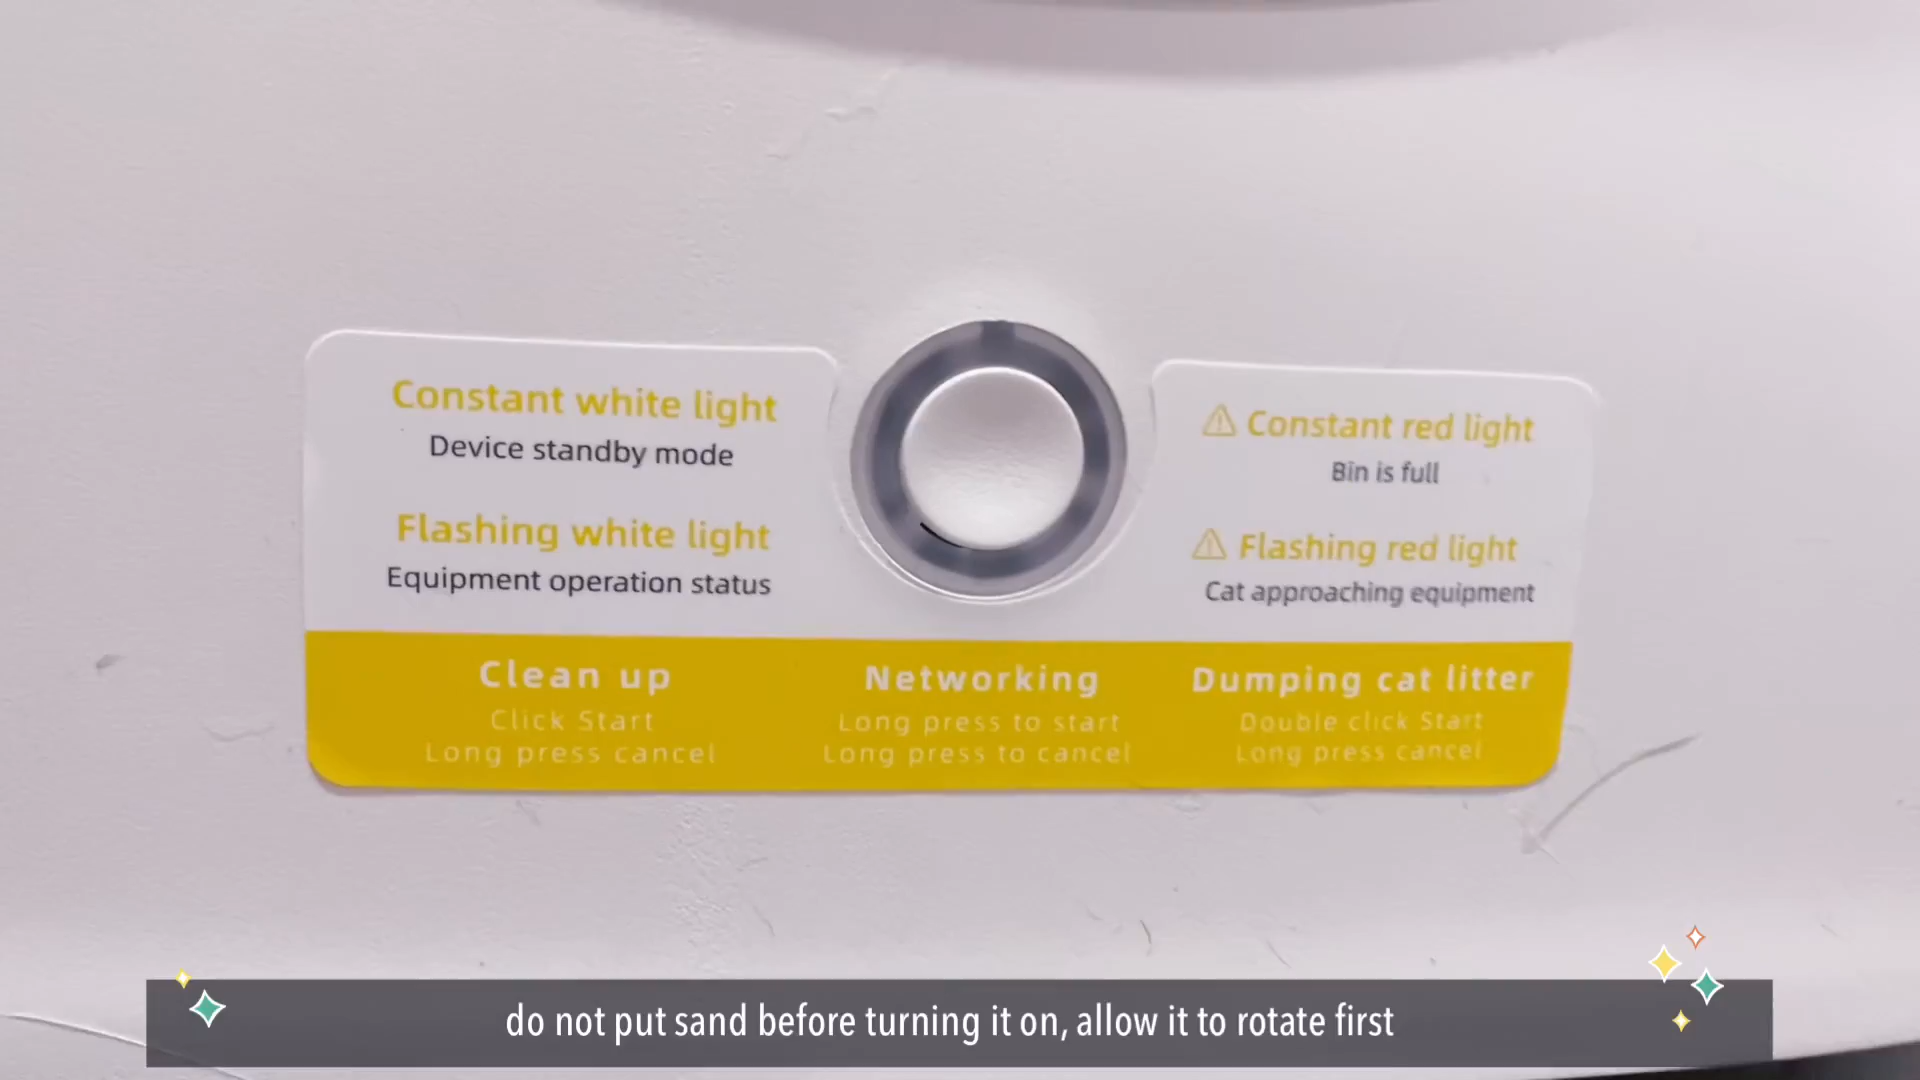 Constant white light
Device standby mode
Flashing white light
Equipment operation status
Constant red light
Bin is full
Flashing red light
Cat approaching equipment
Clean up
Click Start
Long press cancel
Networking
Long press to start
Long press to cancel
Dumping cat litter
Double click Start
Long press cancel
do not put sand before turning it on, allow it to rotate first